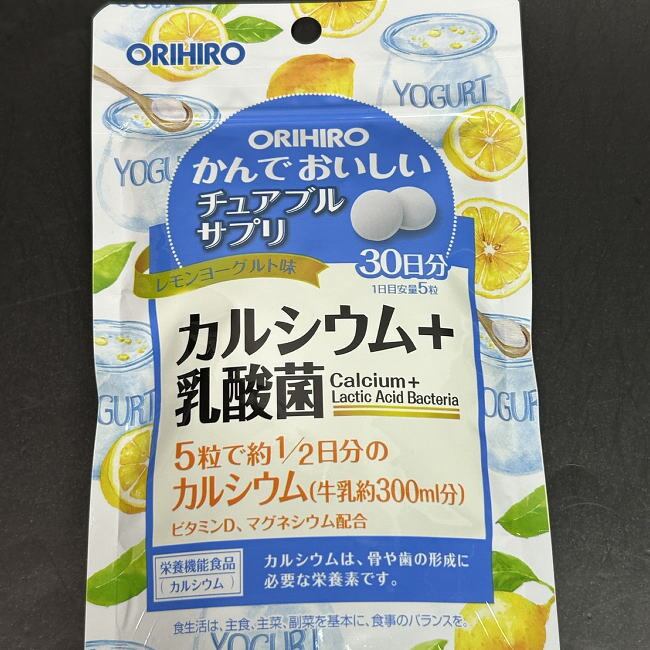 ORIHIRO
YOGURT
ORIHIRO
かんでおいしい
チュアブル
サプリ
レモンヨーグルト味
30日分
1日目安量5粒
カルシウム+
乳酸菌
Calcium+
Lactic Acid Bacteria
5粒で約1/2日分の
カルシウム(牛乳約300ml分)
ビタミンD、マグネシウム配合
栄養機能食品
(カルシウム)
カルシウムは、骨や歯の形成に
必要な栄養素です。
食生活は、主食、主菜、副菜を基本に、食事のバランスを。
YOGURT